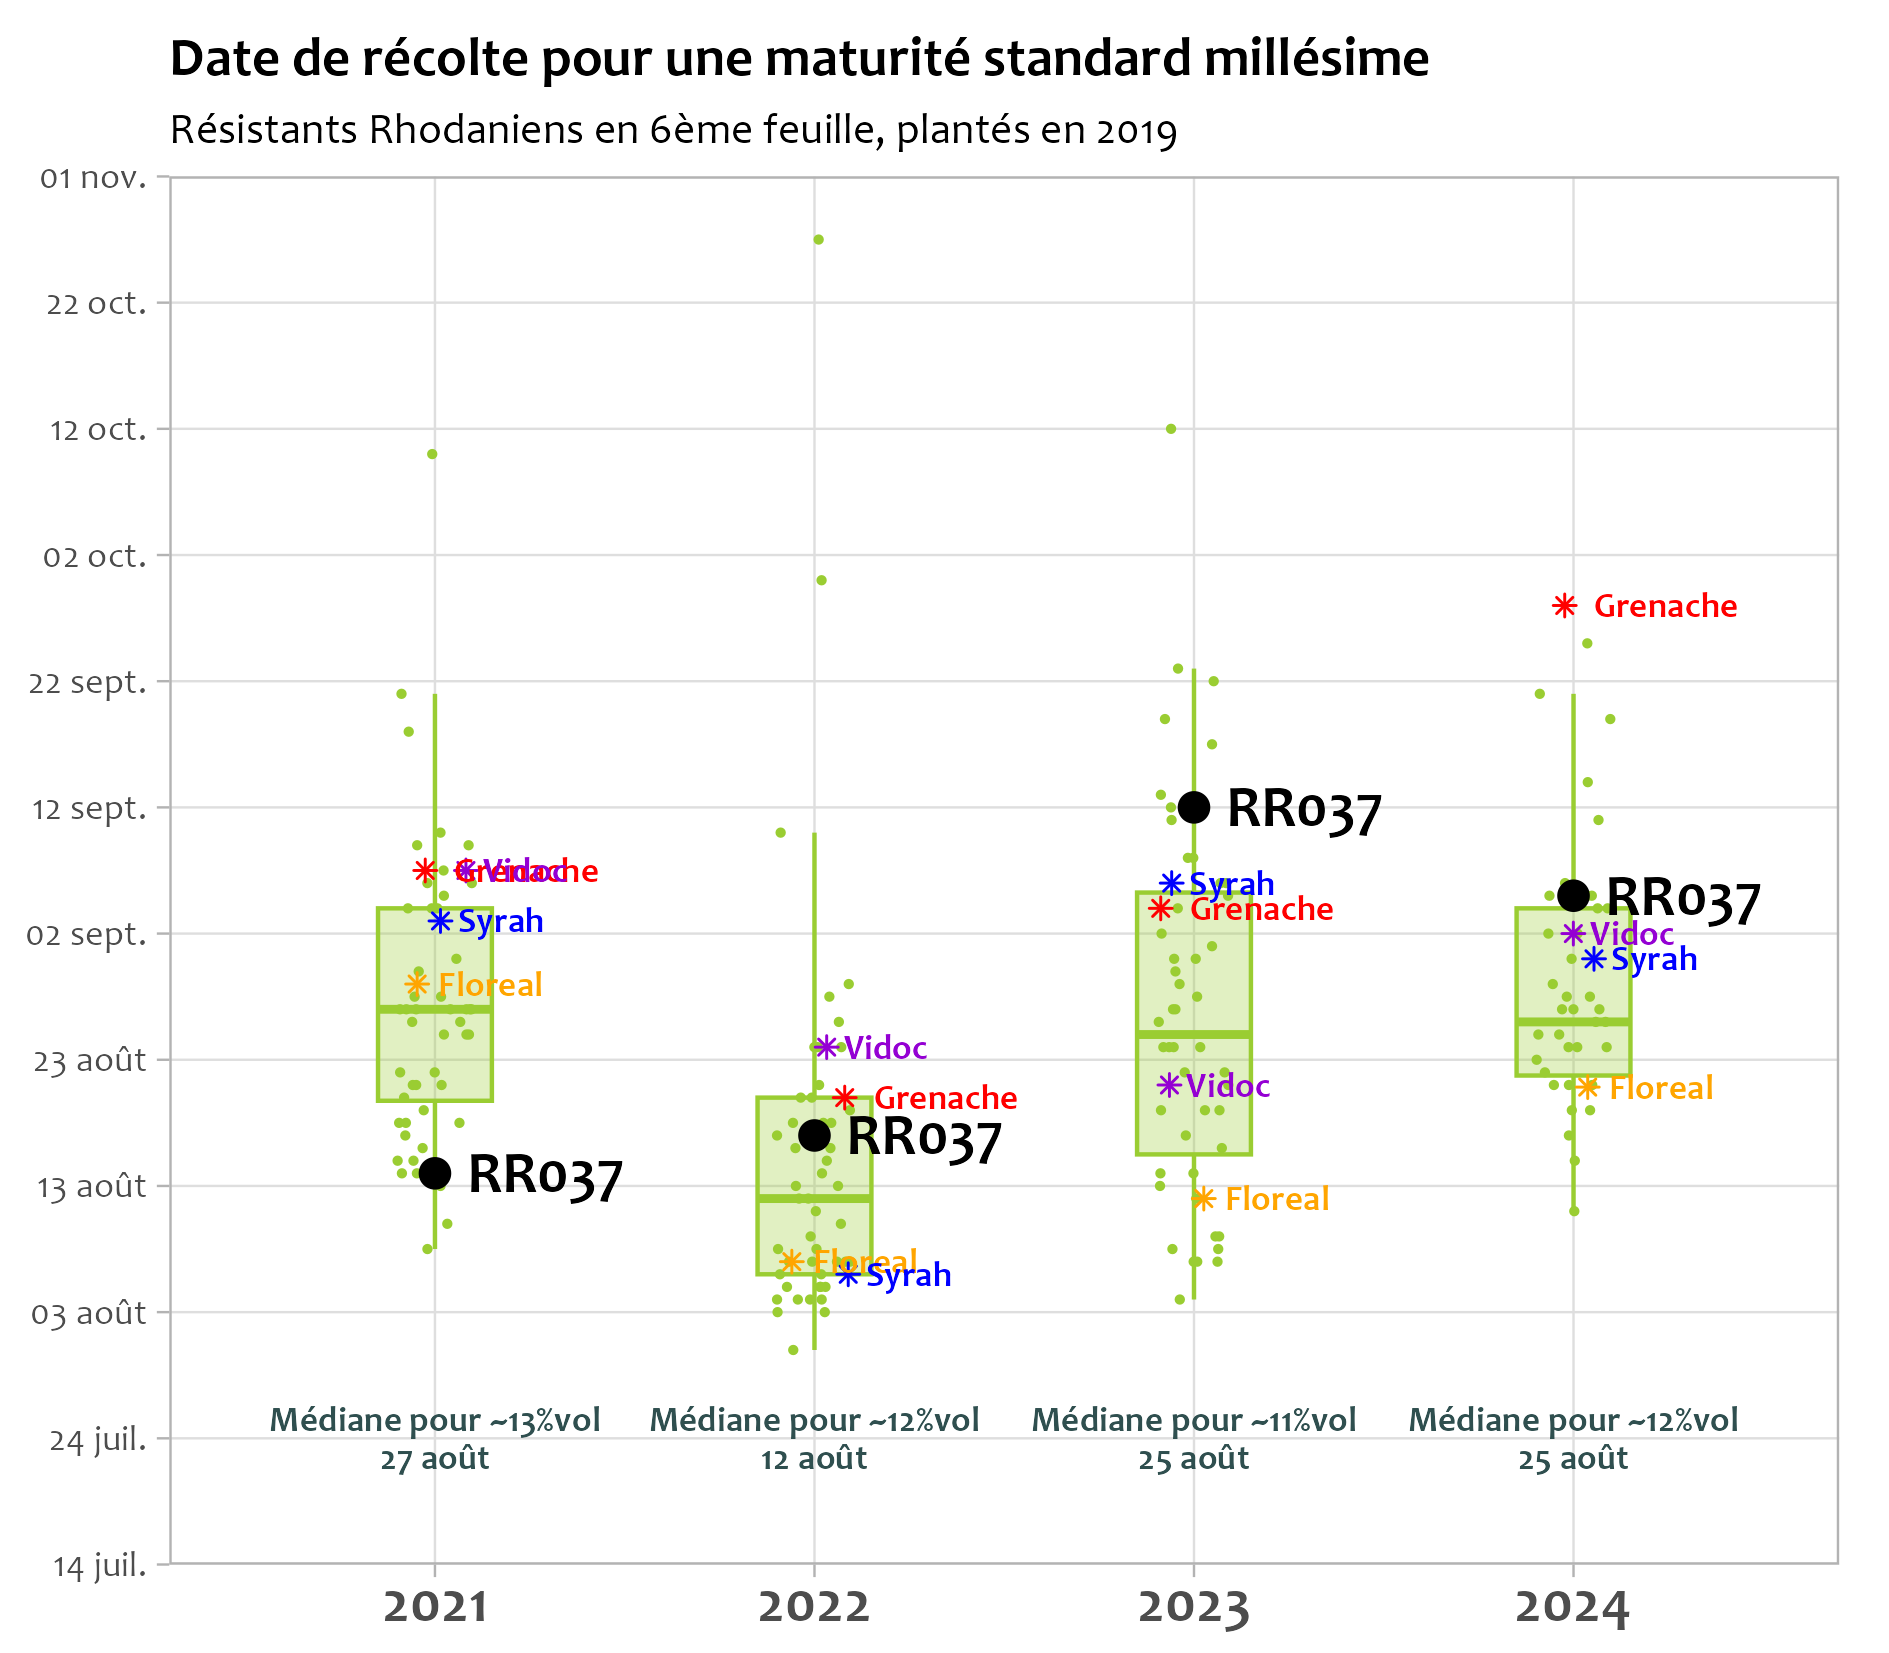 Date de récolte pour une maturité standard millésime
Résistants Rhodaniens en 6ème feuille, plantés en 2019
01 nov.
22 oct.
12 oct.
02 oct.
22 sept.
12 sept.
02 sept.
23 août
13 août
03 août
24 juil.
14 juil.
Grenache
Vidoc
Syrah
Floreal
RR037
Vidoc
Grenache
RR037
Floreal
Syrah
RR037
Syrah
Grenache
Vidoc
Floreal
Grenache
RR037
Vidoc
Syrah
Floreal
Médiane pour ~13%vol
27 août
Médiane pour ~12%vol
12 août
Médiane pour ~11%vol
25 août
Médiane pour ~12%vol
25 août
2021
2022
2023
2024